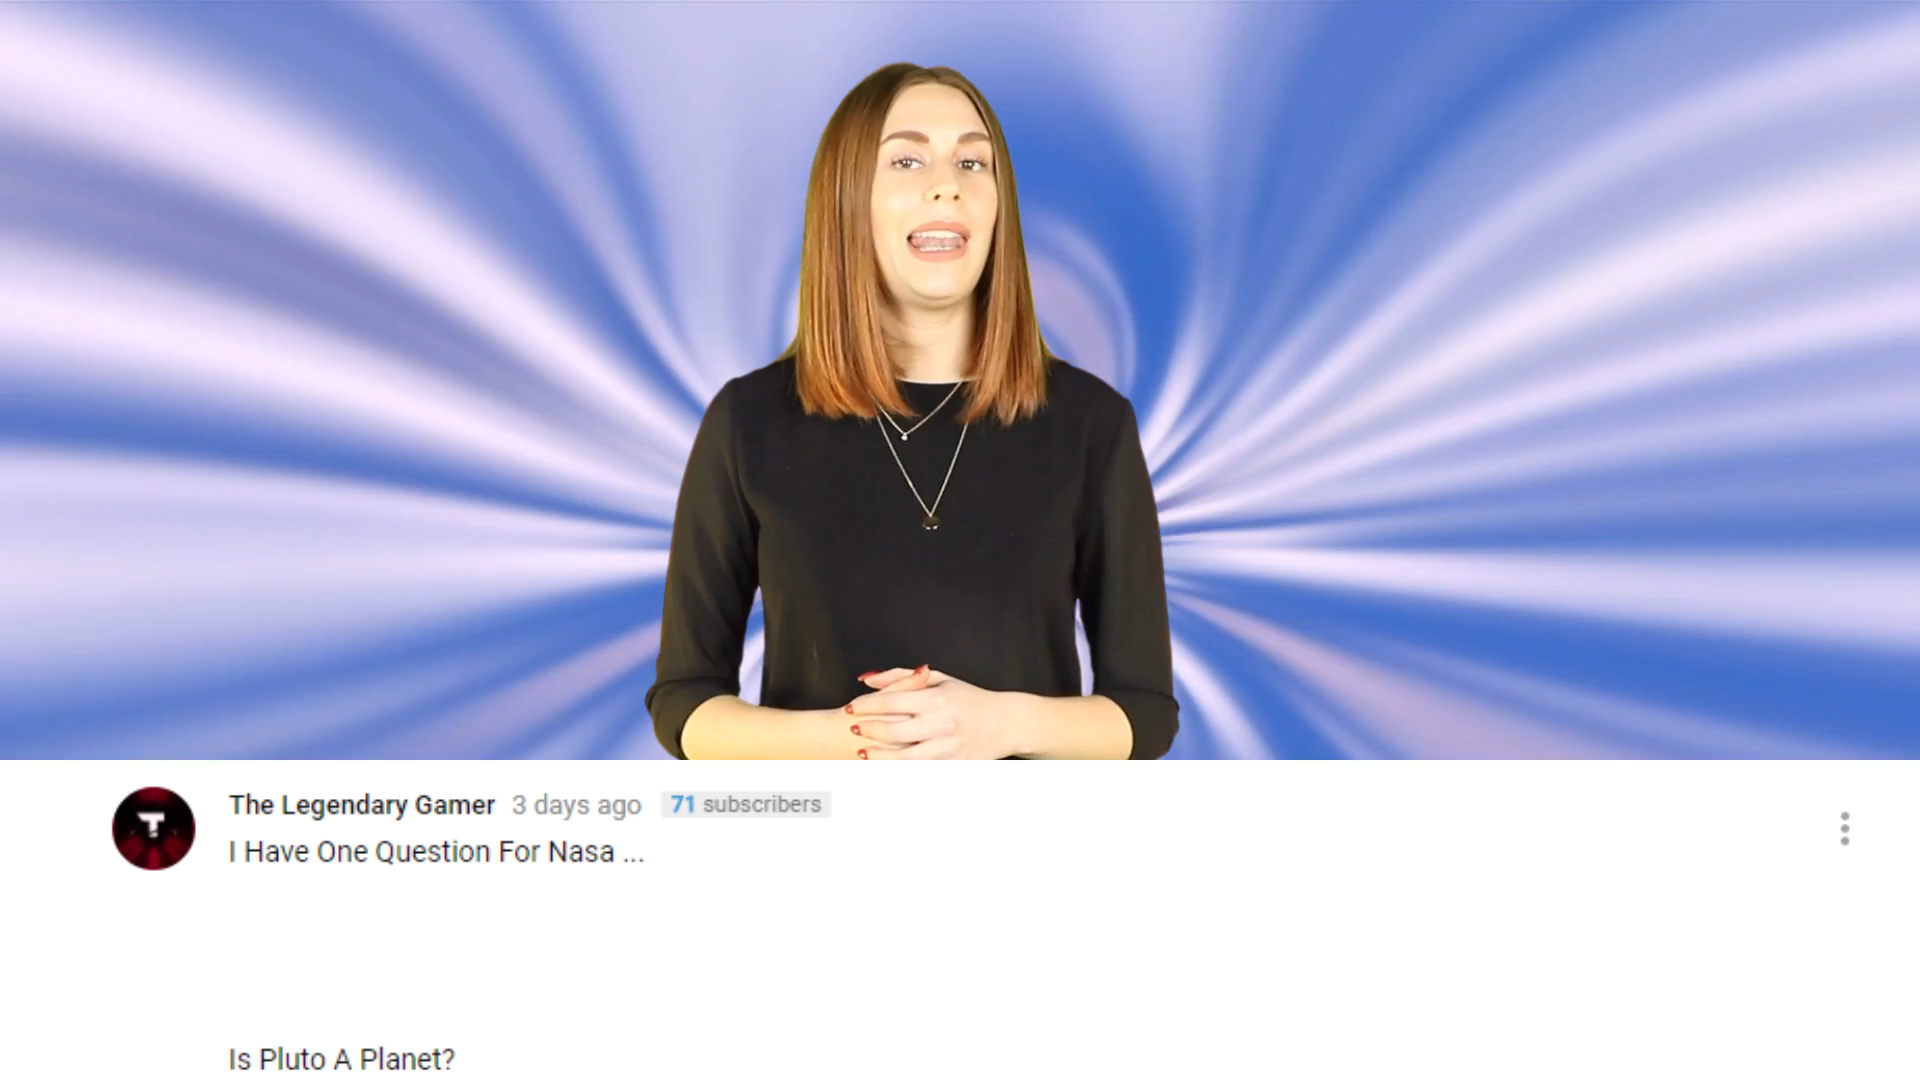 The Legendary Gamer 3 days ago 71 subscribers
I Have One Question For Nasa ...
Is Pluto A Planet?